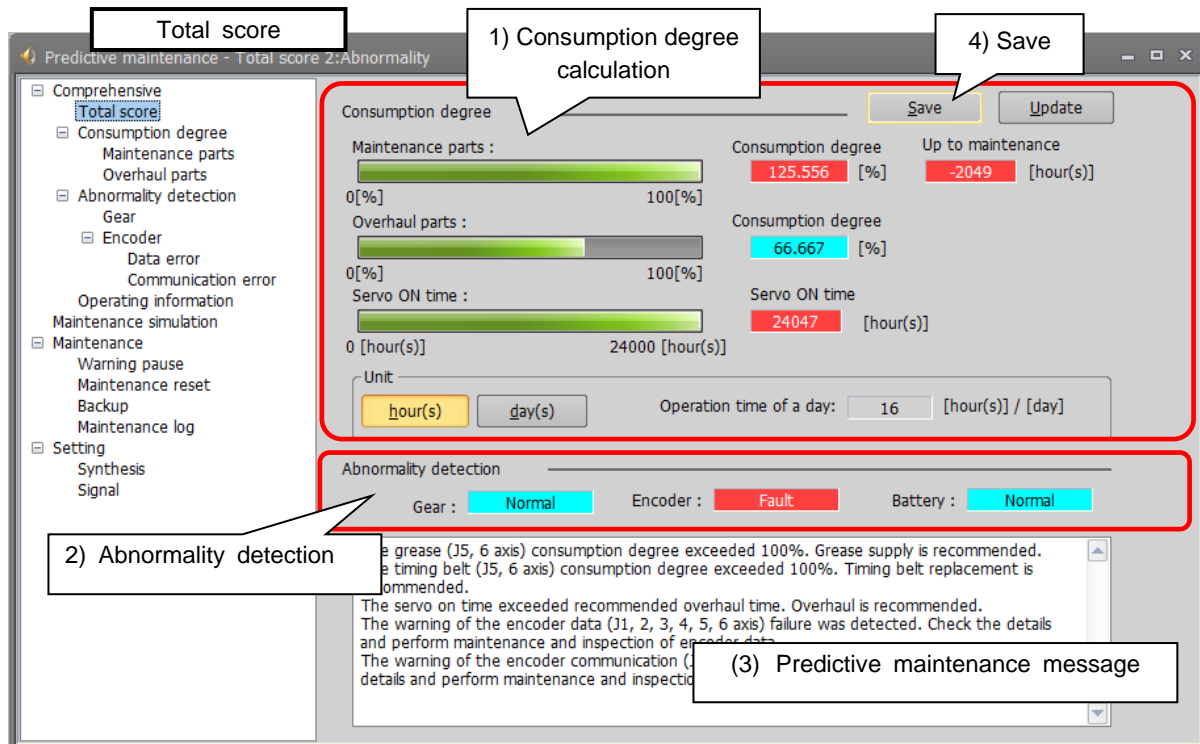 Total score
1) Consumption degree
calculation
4) Save
Predictive maintenance - Total score 2:Abnormality
Comprehensive
Total score
Consumption degree
Maintenance parts
Overhaul parts
Abnormality detection
Gear
Encoder
Data error
Communication error
Operating information
Maintenance simulation
Maintenance
Warning pause
Maintenance reset
Backup
Maintenance log
Setting
Synthesis
Signal
Consumption degree
Save
Update
Maintenance parts :
Consumption degree
Up to maintenance
125.556 [%]
-2049 [hour(s)]
0[%]
100[%]
Overhaul parts :
Consumption degree
66.667 [%]
0[%]
100[%]
Servo ON time :
Servo ON time
24047 [hour(s)]
0 [hour(s)]
24000 [hour(s)]
Unit
hour(s)
day(s)
Operation time of a day: 16 [hour(s)] / [day]
Abnormality detection
Gear : Normal
Encoder : Fault
Battery : Normal
2) Abnormality detection
grease (J5, 6 axis) consumption degree exceeded 100%. Grease supply is recommended.
timing belt (J5, 6 axis) consumption degree exceeded 100%. Timing belt replacement is
The servo on time exceeded recommended overhaul time. Overhaul is recommended.
The warning of the encoder data (J1, 2, 3, 4, 5, 6 axis) failure was detected. Check the details
and perform maintenance and inspection of encoder data.
The warning of the encoder communication
details and perform maintenance and
(3) Predictive maintenance message